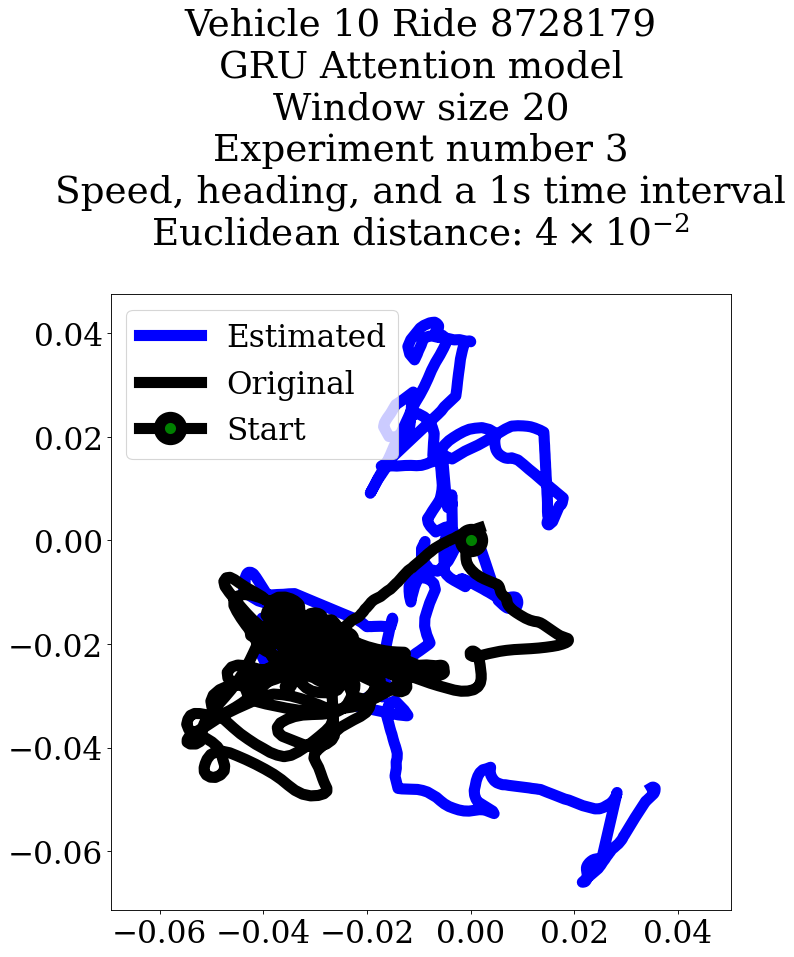 Vehicle 10 Ride 8728179
GRU Attention model
Window size 20
Experiment number 3
Speed, heading, and a 1s time interval
Euclidean distance: 4 × 10⁻²
Estimated
Original
Start
0.04
0.02
0.00
−0.02
−0.04
−0.06
−0.06 −0.04 −0.02 0.00 0.02 0.04